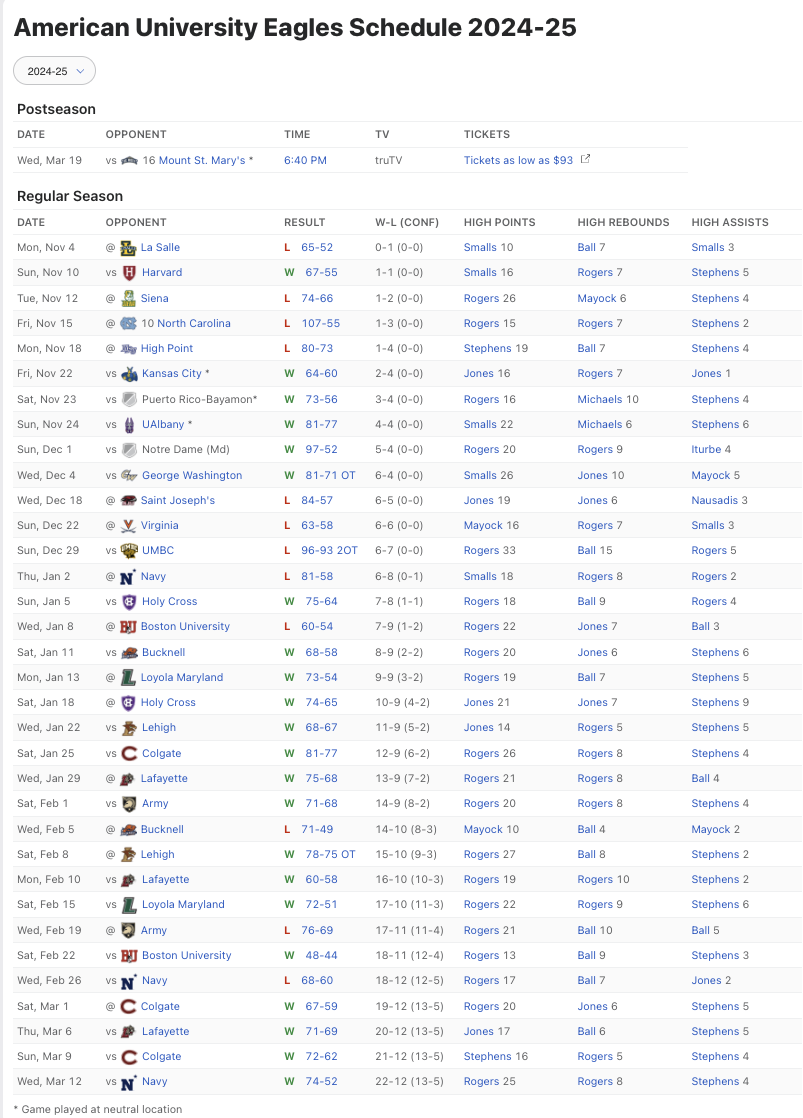 American University Eagles Schedule 2024-25
2024-25
Postseason
DATE OPPONENT TIME TV TICKETS
Wed, Mar 19 vs 16 Mount St. Mary's * 6:40 PM truTV Tickets as low as $93
Regular Season
DATE OPPONENT RESULT W-L (CONF) HIGH POINTS HIGH REBOUNDS HIGH ASSISTS
Mon, Nov 4 @ La Salle L 65-52 0-1 (0-0) Smalls 10 Ball 7 Smalls 3
Sun, Nov 10 vs Harvard W 67-55 1-1 (0-0) Smalls 16 Rogers 7 Stephens 5
Tue, Nov 12 @ Siena L 74-66 1-2 (0-0) Rogers 26 Mayock 6 Stephens 4
Fri, Nov 15 @ 10 North Carolina L 107-55 1-3 (0-0) Rogers 15 Rogers 7 Stephens 2
Mon, Nov 18 @ High Point L 80-73 1-4 (0-0) Stephens 19 Ball 7 Stephens 4
Fri, Nov 22 vs Kansas City * W 64-60 2-4 (0-0) Jones 16 Rogers 7 Jones 1
Sat, Nov 23 vs Puerto Rico-Bayamon* W 73-56 3-4 (0-0) Rogers 16 Michaels 10 Stephens 4
Sun, Nov 24 vs UAlbany * W 81-77 4-4 (0-0) Smalls 22 Michaels 6 Stephens 6
Sun, Dec 1 vs Notre Dame (Md) W 97-52 5-4 (0-0) Rogers 20 Rogers 9 Iturbe 4
Wed, Dec 4 vs George Washington W 81-71 OT 6-4 (0-0) Smalls 26 Jones 10 Mayock 5
Wed, Dec 18 @ Saint Joseph's L 84-57 6-5 (0-0) Jones 19 Jones 6 Nausadis 3
Sun, Dec 22 @ Virginia L 63-58 6-6 (0-0) Mayock 16 Rogers 7 Smalls 3
Sun, Dec 29 vs UMBC L 96-93 2OT 6-7 (0-0) Rogers 33 Ball 15 Rogers 5
Thu, Jan 2 @ Navy L 81-58 6-8 (0-1) Smalls 18 Rogers 8 Rogers 2
Sun, Jan 5 vs Holy Cross W 75-64 7-8 (1-1) Rogers 18 Ball 9 Rogers 4
Wed, Jan 8 @ Boston University L 60-54 7-9 (1-2) Rogers 22 Jones 7 Ball 3
Sat, Jan 11 vs Bucknell W 68-58 8-9 (2-2) Rogers 20 Jones 6 Stephens 6
Mon, Jan 13 @ Loyola Maryland W 73-54 9-9 (3-2) Rogers 19 Ball 7 Stephens 5
Sat, Jan 18 @ Holy Cross W 74-65 10-9 (4-2) Jones 21 Jones 7 Stephens 9
Wed, Jan 22 vs Lehigh W 68-67 11-9 (5-2) Jones 14 Rogers 5 Stephens 5
Sat, Jan 25 vs Colgate W 81-77 12-9 (6-2) Rogers 26 Rogers 8 Stephens 4
Wed, Jan 29 @ Lafayette W 75-68 13-9 (7-2) Rogers 21 Rogers 8 Ball 4
Sat, Feb 1 vs Army W 71-68 14-9 (8-2) Rogers 20 Rogers 8 Stephens 4
Wed, Feb 5 @ Bucknell L 71-49 14-10 (8-3) Mayock 10 Ball 4 Mayock 2
Sat, Feb 8 @ Lehigh W 78-75 OT 15-10 (9-3) Rogers 27 Ball 8 Stephens 2
Mon, Feb 10 vs Lafayette W 60-58 16-10 (10-3) Rogers 19 Rogers 10 Stephens 2
Sat, Feb 15 vs Loyola Maryland W 72-51 17-10 (11-3) Rogers 22 Rogers 9 Stephens 6
Wed, Feb 19 @ Army L 76-69 17-11 (11-4) Rogers 21 Ball 10 Ball 5
Sat, Feb 22 vs Boston University W 48-44 18-11 (12-4) Rogers 13 Ball 9 Stephens 3
Wed, Feb 26 vs Navy L 68-60 18-12 (12-5) Rogers 17 Ball 7 Jones 2
Sat, Mar 1 @ Colgate W 67-59 19-12 (13-5) Rogers 20 Jones 6 Stephens 5
Thu, Mar 6 vs Lafayette W 71-69 20-12 (13-5) Jones 17 Ball 6 Stephens 5
Sun, Mar 9 vs Colgate W 72-62 21-12 (13-5) Stephens 16 Rogers 5 Stephens 4
Wed, Mar 12 vs Navy W 74-52 22-12 (13-5) Rogers 25 Rogers 8 Stephens 4
* Game played at neutral location